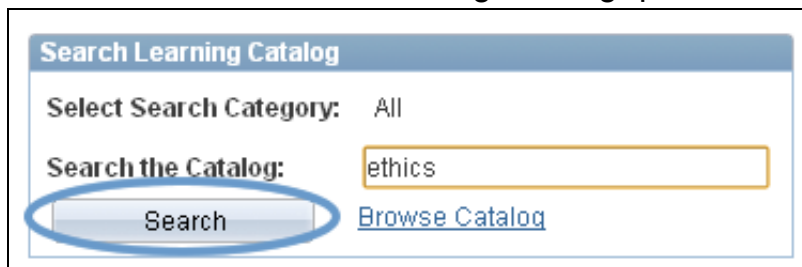 Search Learning Catalog
Select Search Category: All
Search the Catalog: ethics
Search Browse Catalog